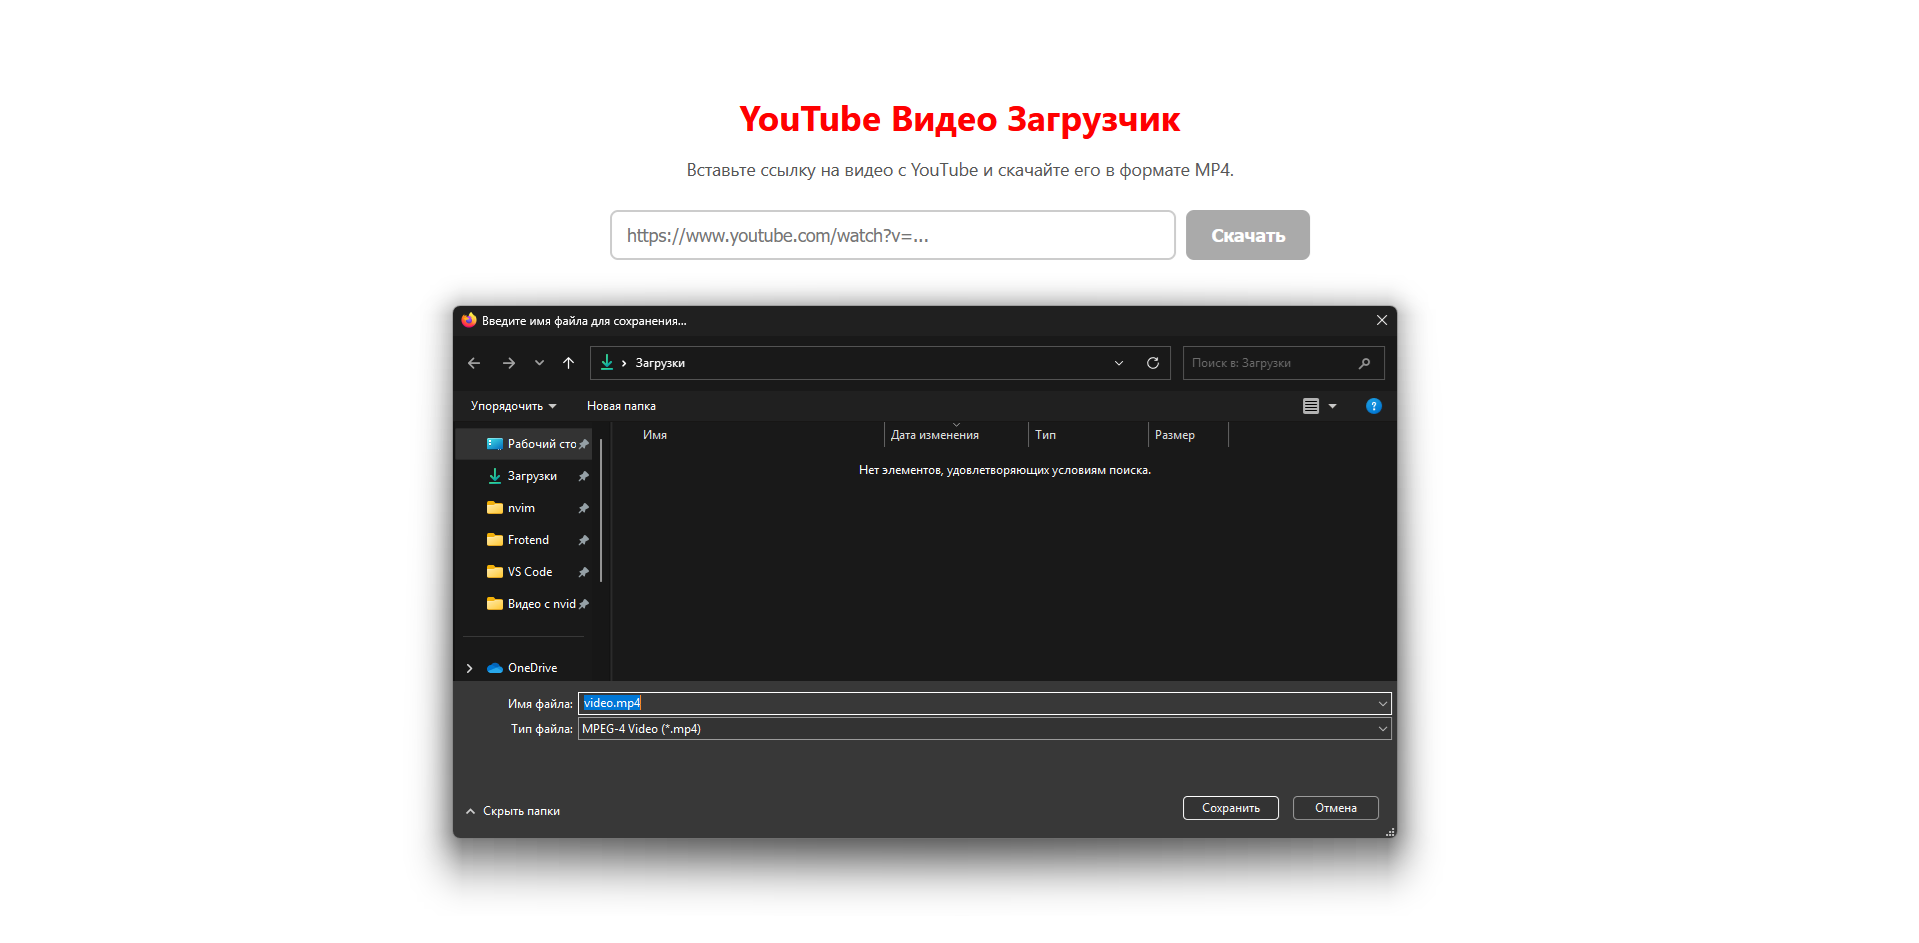 YouTube Видео Загрузчик
Вставьте ссылку на видео с YouTube и скачайте его в формате MP4.
https://www.youtube.com/watch?v=...
Скачать
Введите имя файла для сохранения...
Загрузки
Поиск в: Загрузки
Упорядочить
Новая папка
?
Имя
Дата изменения
Тип
Размер
Нет элементов, удовлетворяющих условиям поиска.
Рабочий сто
Загрузки
nvim
Frotend
VS Code
Видео с nvid
OneDrive
Имя файла: video.mp4
Тип файла: MPEG-4 Video (*.mp4)
Скрыть папки
Сохранить
Отмена